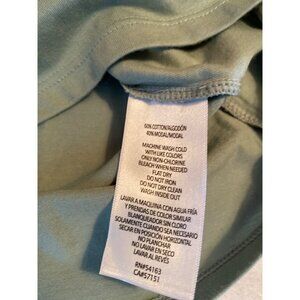 60% COTTON/ALGODÓN
40% MODAL/MODAL
MACHINE WASH COLD
WITH LIKE COLORS
ONLY NON-CHLORINE
BLEACH WHEN NEEDED
FLAT DRY
DO NOT IRON
DO NOT DRY CLEAN
WASH INSIDE OUT
LAVAR A MAQUINA CON AGUA FRÍA
Y PRENDAS DE COLOR SIMILAR
BLANQUEADOR SIN CLORO
SOLAMENTE CUANDO SEA NECESARIO
SECAR EN POSICIÓN HORIZONTAL
NO PLANCHAR
NO LAVAR EN SECO
LAVAR AL REVÉS
RN#54163
CA#57151